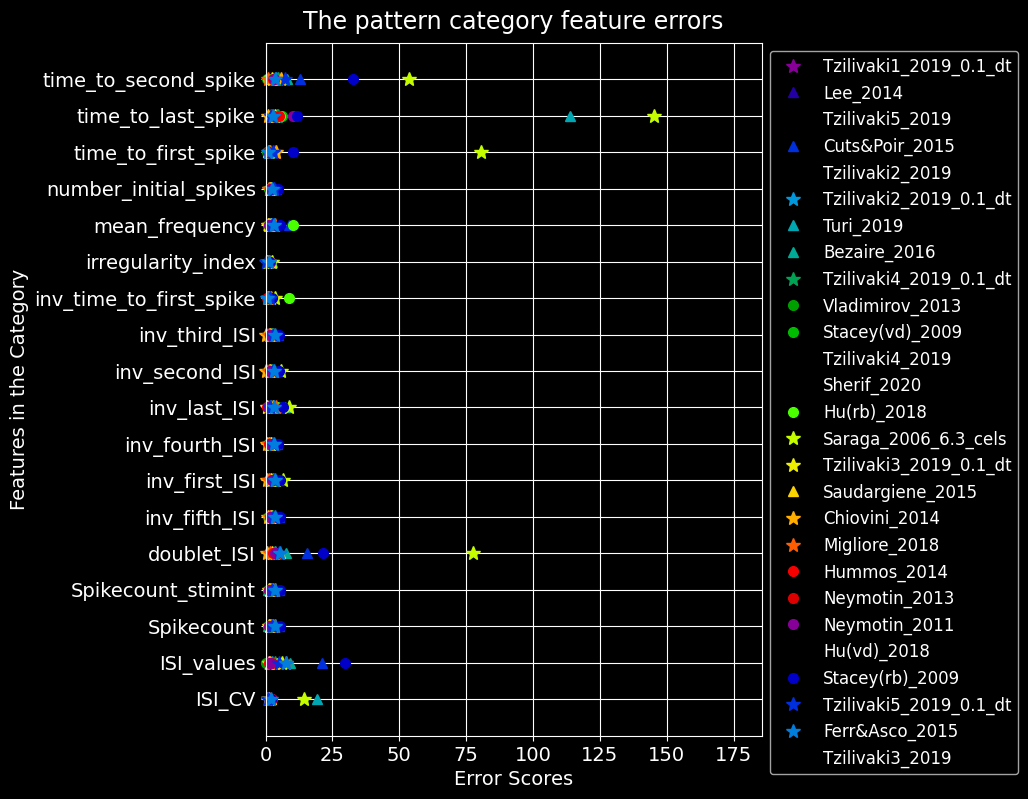 The pattern category feature errors
Features in the Category
time_to_second_spike
time_to_last_spike
time_to_first_spike
number_initial_spikes
mean_frequency
irregularity_index
inv_time_to_first_spike
inv_third_ISI
inv_second_ISI
inv_last_ISI
inv_fourth_ISI
inv_first_ISI
inv_fifth_ISI
doublet_ISI
Spikecount_stimint
Spikecount
ISI_values
ISI_CV
0 25 50 75 100 125 150 175
Error Scores
Tzilivaki1_2019_0.1_dt
Lee_2014
Tzilivaki5_2019
Cuts&Poir_2015
Tzilivaki2_2019
Tzilivaki2_2019_0.1_dt
Turi_2019
Bezaire_2016
Tzilivaki4_2019_0.1_dt
Vladimirov_2013
Stacey(vd)_2009
Tzilivaki4_2019
Sherif_2020
Hu(rb)_2018
Saraga_2006_6.3_cels
Tzilivaki3_2019_0.1_dt
Saudargiene_2015
Chiovini_2014
Migliore_2018
Hummos_2014
Neymotin_2013
Neymotin_2011
Hu(vd)_2018
Stacey(rb)_2009
Tzilivaki5_2019_0.1_dt
Ferr&Asco_2015
Tzilivaki3_2019